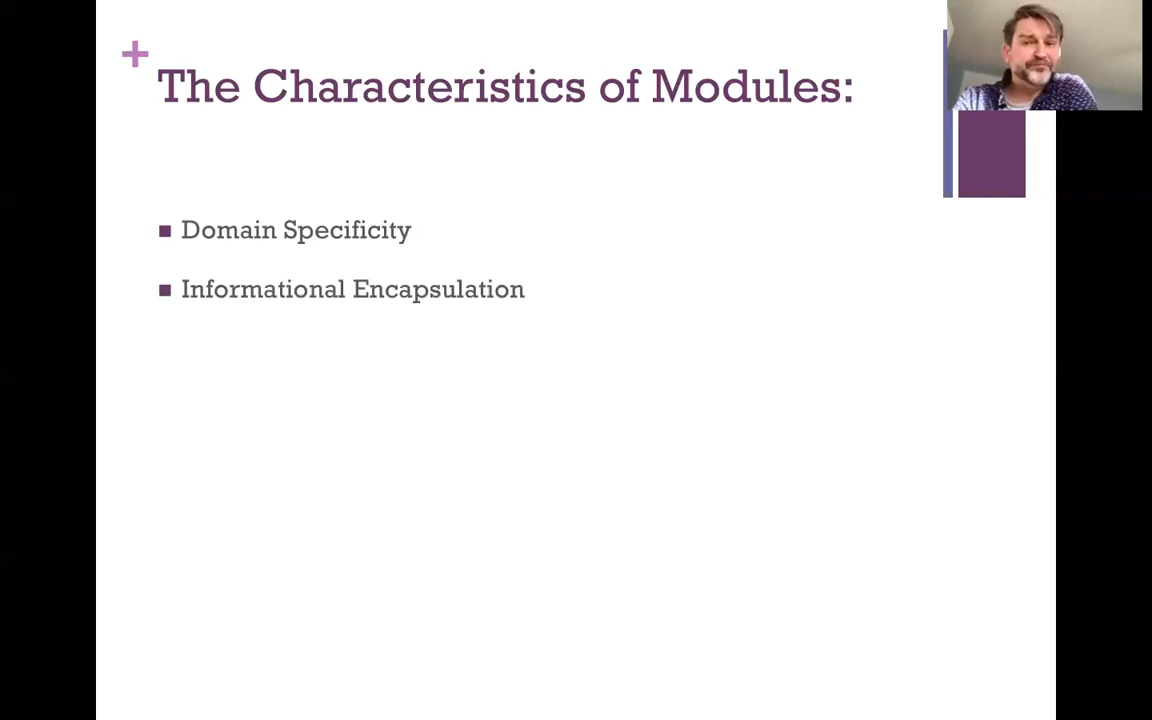 +
The Characteristics of Modules:
Domain Specificity
Informational Encapsulation